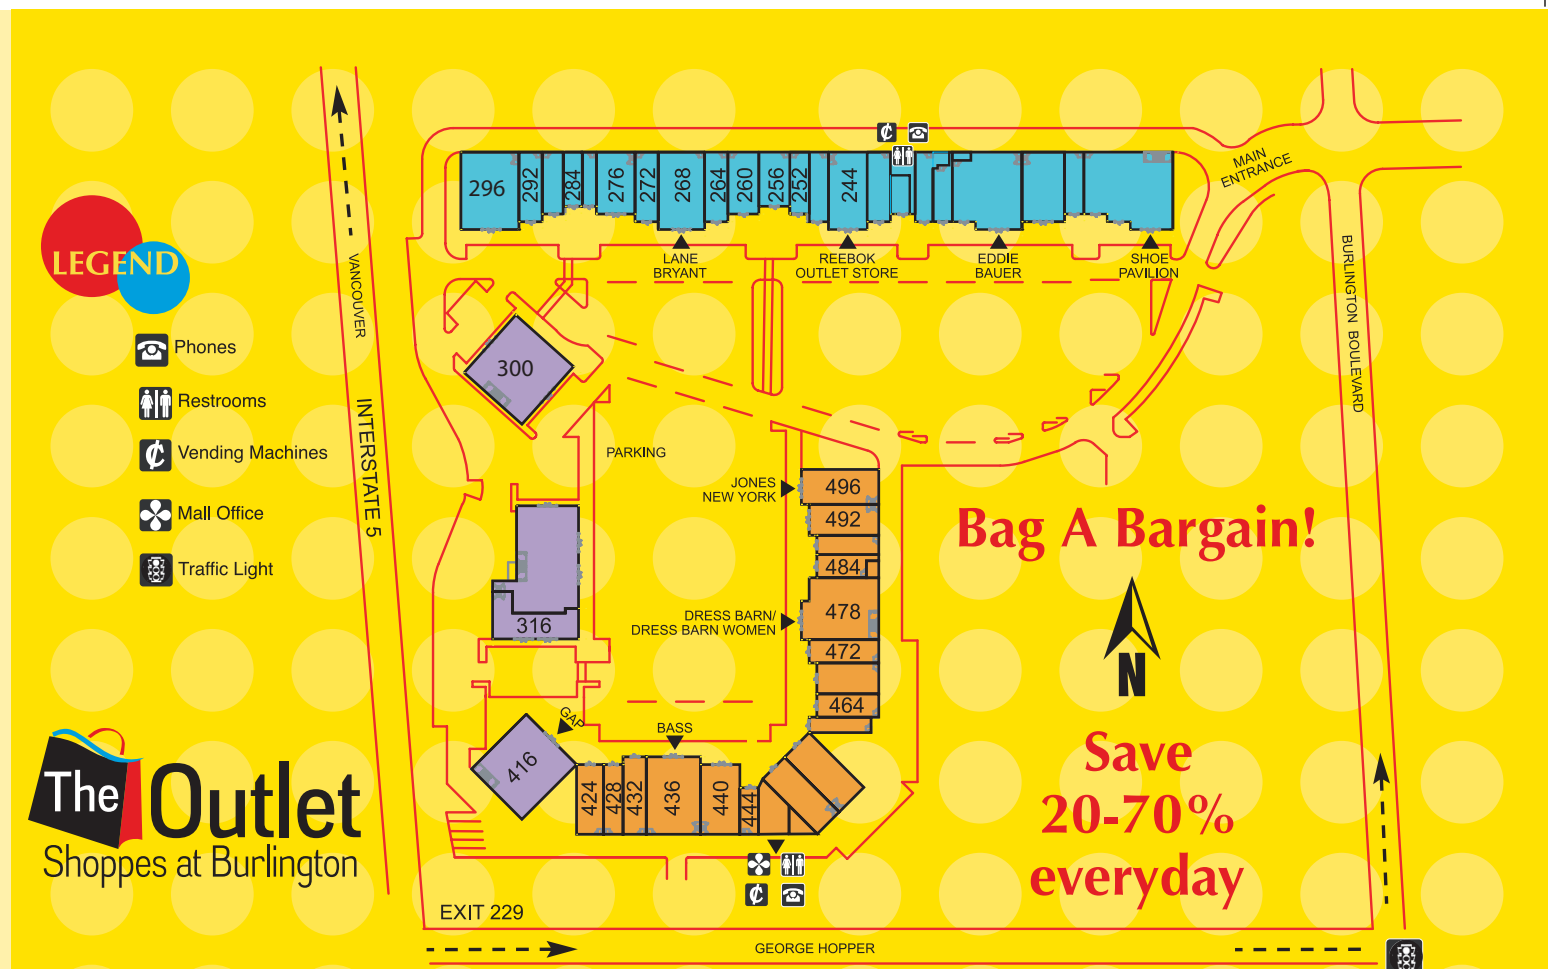 MAIN
ENTRANCE
296
292
284
276
272
268
264
260
256
252
244
LANE
BRYANT
REEBOK
OUTLET STORE
EDDIE
BAUER
SHOE
PAVILION
LEGEND
Phones
Restrooms
Vending Machines
Mall Office
Traffic Light
VANCOUVER
INTERSTATE 5
BURLINGTON BOULEVARD
300
PARKING
JONES
NEW YORK
496
492
484
478
472
464
DRESS BARN/
DRESS BARN WOMEN
316
GAP
416
BASS
424
428
432
436
440
444
Bag A Bargain!
N
Save
20-70%
everyday
The Outlet
Shoppes at Burlington
EXIT 229
GEORGE HOPPER